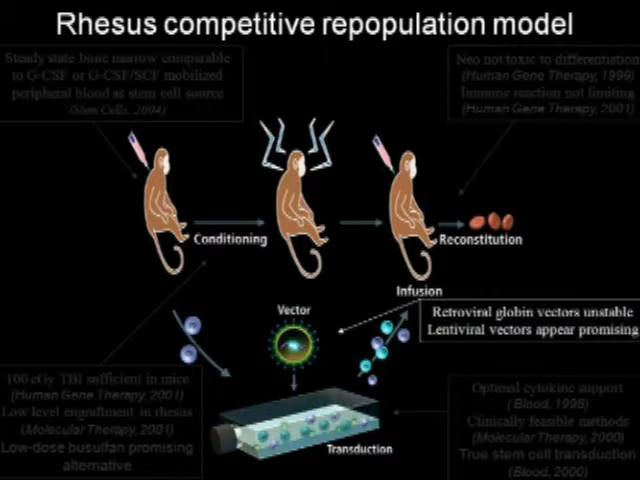 Rhesus competitive repopulation model
Steady state bone marrow comparable
to G-CSF or G-CSF/SCF mobilized
peripheral blood as stem cell source
(Stem Cells, 2004)
Neo not toxic to differentiation
(Human Gene Therapy, 1999)
Immune reaction not limiting
(Human Gene Therapy, 2001)
Conditioning
Reconstitution
Infusion
Vector
Retroviral globin vectors unstable
Lentiviral vectors appear promising
100 cGy TBI sufficient in mice
(Human Gene Therapy, 2001)
Low level engraftment in rhesus
(Molecular Therapy, 2001)
Low-dose busulfan promising
alternative
Optimal cytokine support
(Blood, 1998)
Clinically feasible methods
(Molecular Therapy, 2000)
True stem cell transduction
(Blood, 2000)
Transduction